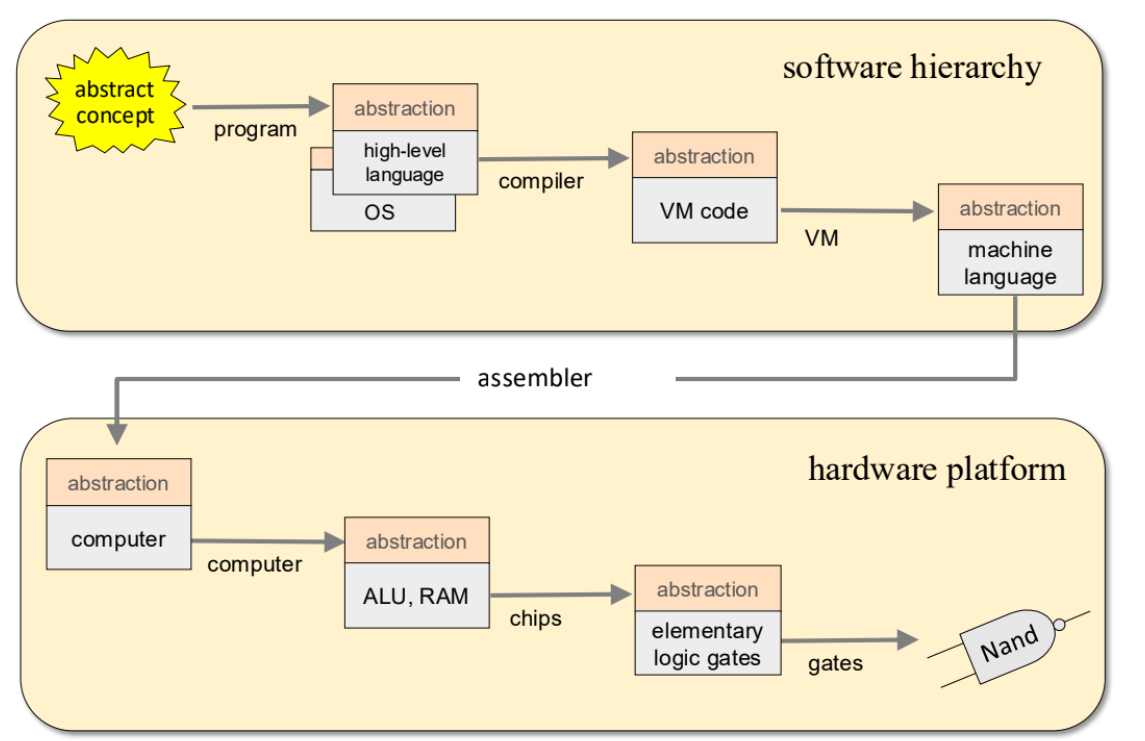 software hierarchy
abstract
concept
program
abstraction
high-level
language
OS
compiler
abstraction
VM code
VM
abstraction
machine
language
assembler
hardware platform
abstraction
computer
computer
abstraction
ALU, RAM
chips
abstraction
elementary
logic gates
gates
Nand